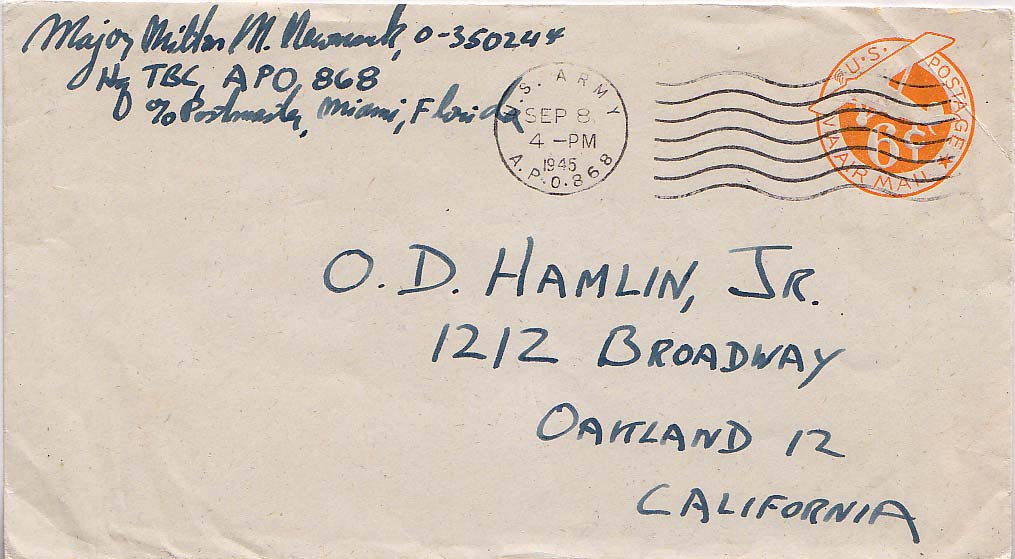 Major Milton M. Newmark, O-350244
Hq TBC, APO, 868
c/o Postmaster, Miami, Florida
U.S. ARMY
SEP 8
4 -PM
1945
A.P.O. 868
U.S. POSTAGE
6¢
VIA AIR MAIL
O. D. HAMLIN, JR.
1212 BROADWAY
OAKLAND 12
CALIFORNIA